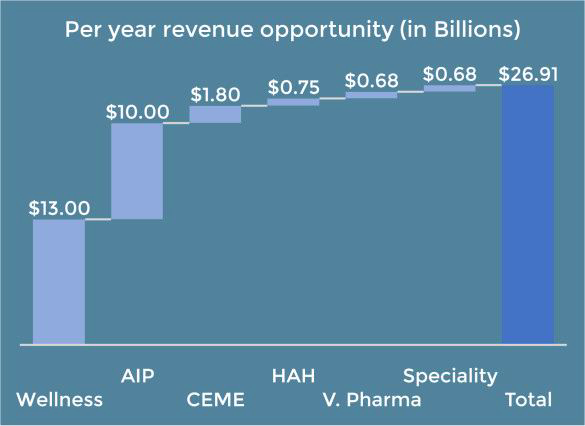 Per year revenue opportunity (in Billions)
$13.00
$10.00
$1.80
$0.75
$0.68
$0.68
$26.91
Wellness
AIP
CEME
HAH
V. Pharma
Speciality
Total